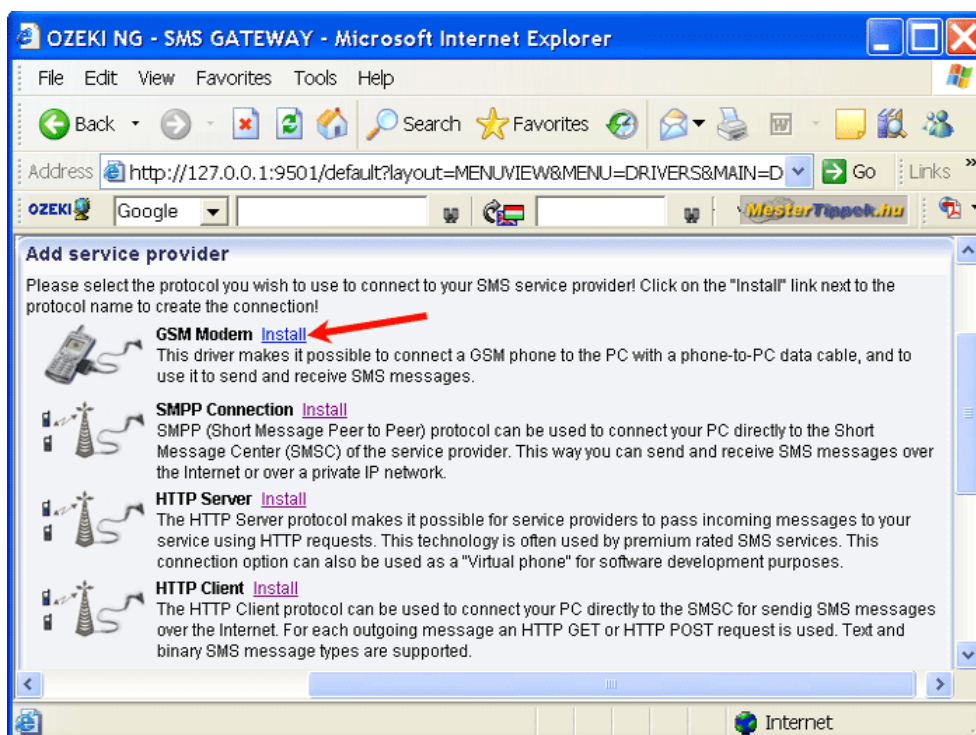 OZEKI NG - SMS GATEWAY - Microsoft Internet Explorer
File Edit View Favorites Tools Help
Back Search Favorites
Address http://127.0.0.1:9501/default?layout=MENUVIEW&MENU=DRIVERS&MAIN=D Go Links »
OZEKI Google MesterTippek.hu
Add service provider
Please select the protocol you wish to use to connect to your SMS service provider! Click on the "Install" link next to the
protocol name to create the connection!
GSM Modem Install
This driver makes it possible to connect a GSM phone to the PC with a phone-to-PC data cable, and to
use it to send and receive SMS messages.
SMPP Connection Install
SMPP (Short Message Peer to Peer) protocol can be used to connect your PC directly to the Short
Message Center (SMSC) of the service provider. This way you can send and receive SMS messages over
the Internet or over a private IP network.
HTTP Server Install
The HTTP Server protocol makes it possible for service providers to pass incoming messages to your
service using HTTP requests. This technology is often used by premium rated SMS services. This
connection option can also be used as a "Virtual phone" for software development purposes.
HTTP Client Install
The HTTP Client protocol can be used to connect your PC directly to the SMSC for sendig SMS messages
over the Internet. For each outgoing message an HTTP GET or HTTP POST request is used. Text and
binary SMS message types are supported.
Internet